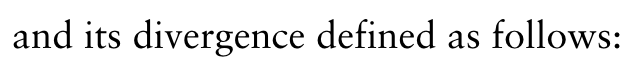 and its divergence defined as follows: